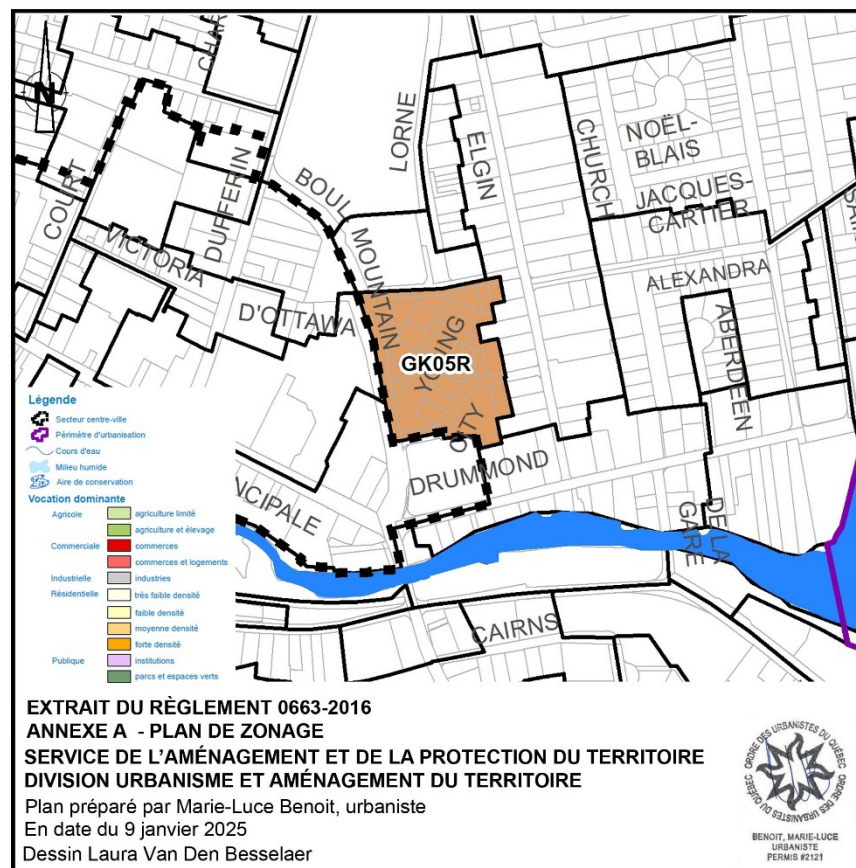 N
COURT
VICTORIA
DUFFERIN
D'OTTAWA
BOUL MOUNTAIN
LORNE
ELGIN
CHURCH
NOËL-
BLAIS
JACQUES-
CARTIER
ALEXANDRA
ABERDEEN
YOUNG
GK05R
CITY
DRUMMOND
NCIPALE
DE LA
GARE
CAIRNS
Légende
Secteur centre-ville
Périmètre d'urbanisation
Cours d'eau
Milieu humide
Aire de conservation
Vocation dominante
Agricole agriculture limité
agriculture et élevage
Commerciale commerces
commerces et logements
Industrielle industries
Résidentielle très faible densité
faible densité
moyenne densité
forte densité
Publique institutions
parcs et espaces verts
EXTRAIT DU RÈGLEMENT 0663-2016
ANNEXE A - PLAN DE ZONAGE
SERVICE DE L'AMÉNAGEMENT ET DE LA PROTECTION DU TERRITOIRE
DIVISION URBANISME ET AMÉNAGEMENT DU TERRITOIRE
Plan préparé par Marie-Luce Benoit, urbaniste
En date du 9 janvier 2025
Dessin Laura Van Den Besselaer
ORDRE DES URBANISTES DU QUÉBEC
ORDRE DES URBANISTES DU QUÉBEC
BENOIT, MARIE-LUCE
URBANISTE
PERMIS #2121